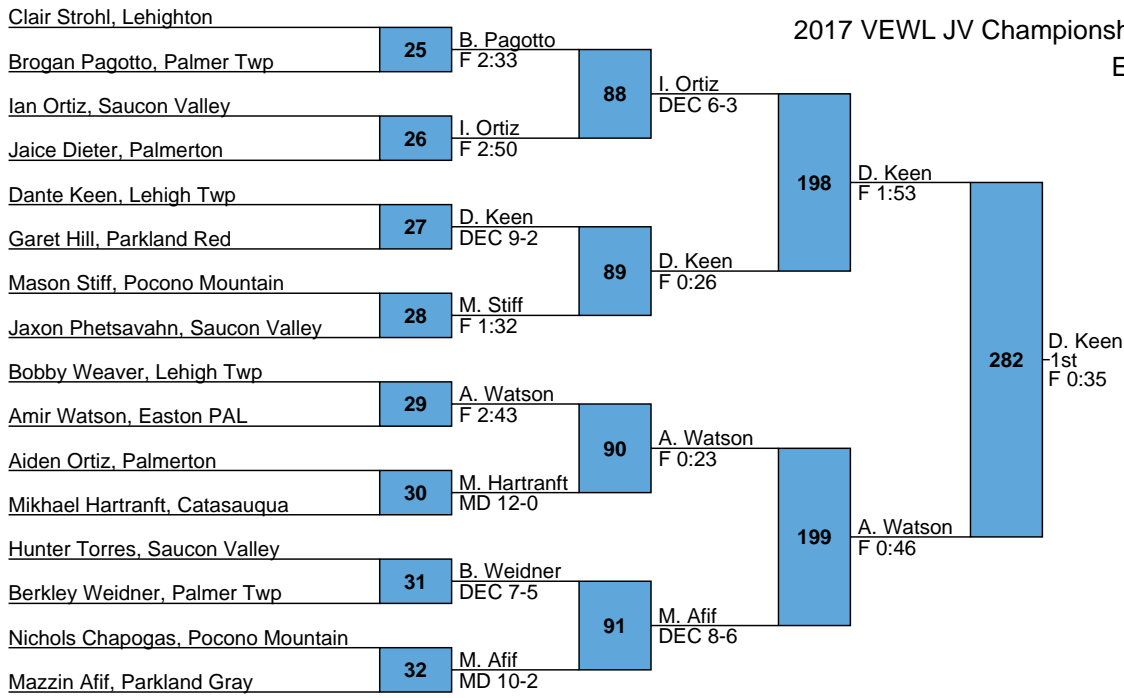 2017 VEWL JV Championsh
E
Clair Strohl, Lehighton
25
Brogan Pagotto, Palmer Twp
B. Pagotto
F 2:33
Ian Ortiz, Saucon Valley
26
Jaice Dieter, Palmerton
I. Ortiz
F 2:50
88
I. Ortiz
DEC 6-3
Dante Keen, Lehigh Twp
27
Garet Hill, Parkland Red
D. Keen
DEC 9-2
Mason Stiff, Pocono Mountain
28
Jaxon Phetsavahn, Saucon Valley
M. Stiff
F 1:32
89
D. Keen
F 0:26
198
D. Keen
F 1:53
Bobby Weaver, Lehigh Twp
29
Amir Watson, Easton PAL
A. Watson
F 2:43
Aiden Ortiz, Palmerton
30
Mikhael Hartranft, Catasauqua
M. Hartranft
MD 12-0
90
A. Watson
F 0:23
Hunter Torres, Saucon Valley
31
Berkley Weidner, Palmer Twp
B. Weidner
DEC 7-5
Nichols Chapogas, Pocono Mountain
32
Mazzin Afif, Parkland Gray
M. Afif
MD 10-2
91
M. Afif
DEC 8-6
199
A. Watson
F 0:46
282
D. Keen
1st
F 0:35